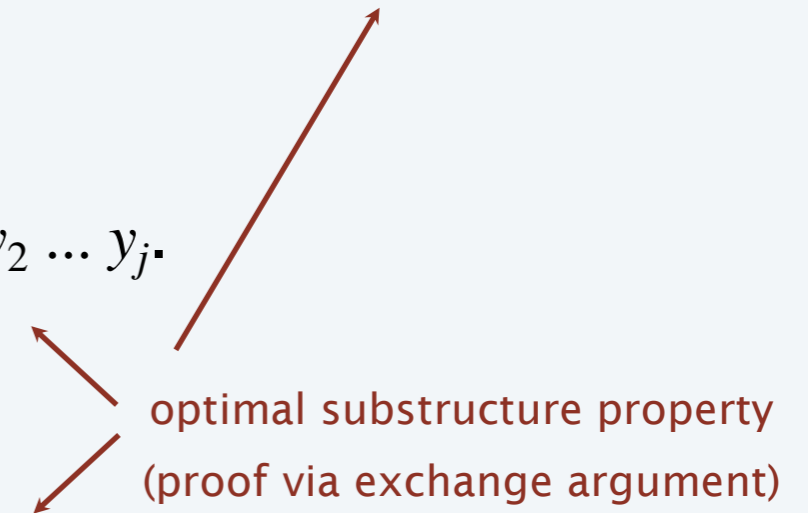 y₂ ... yⱼ.
optimal substructure property
(proof via exchange argument)